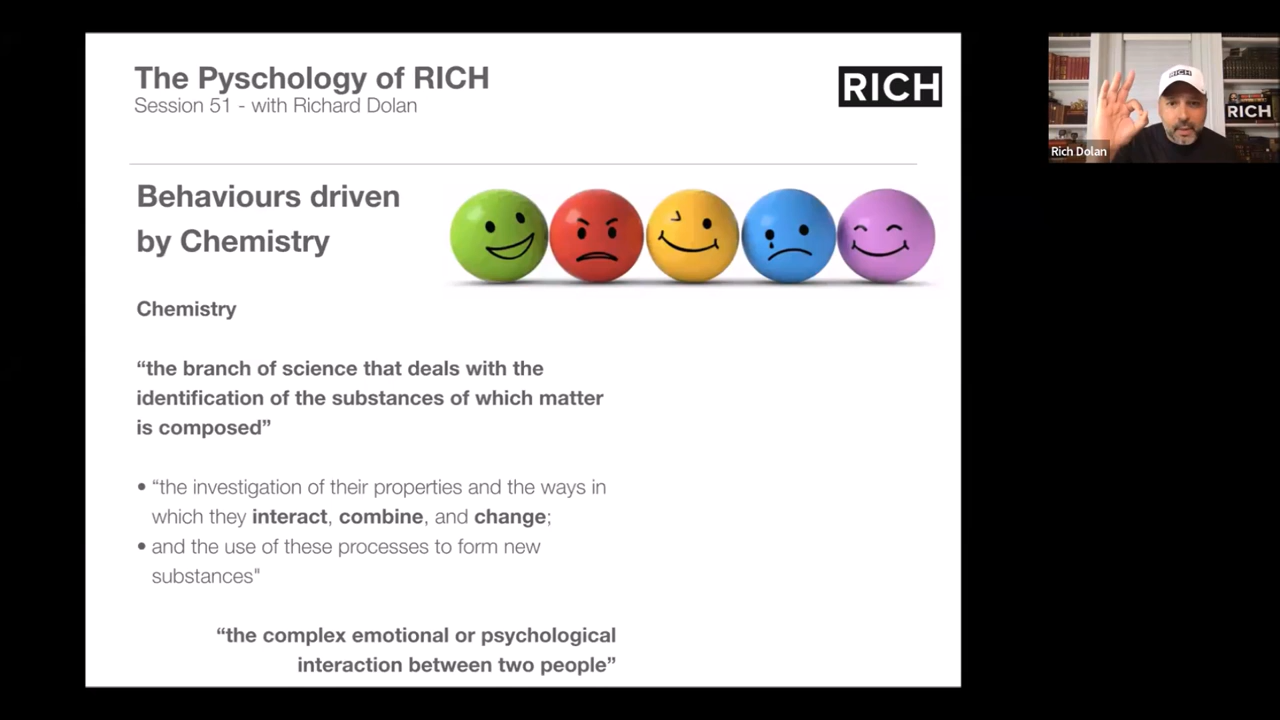 The Pyschology of RICH
Session 51 - with Richard Dolan
RICH
Behaviours driven
by Chemistry
Chemistry
“the branch of science that deals with the
identification of the substances of which matter
is composed”
• “the investigation of their properties and the ways in
which they interact, combine, and change;
• and the use of these processes to form new
substances"
“the complex emotional or psychological
interaction between two people”
RICH
RICH
Rich Dolan